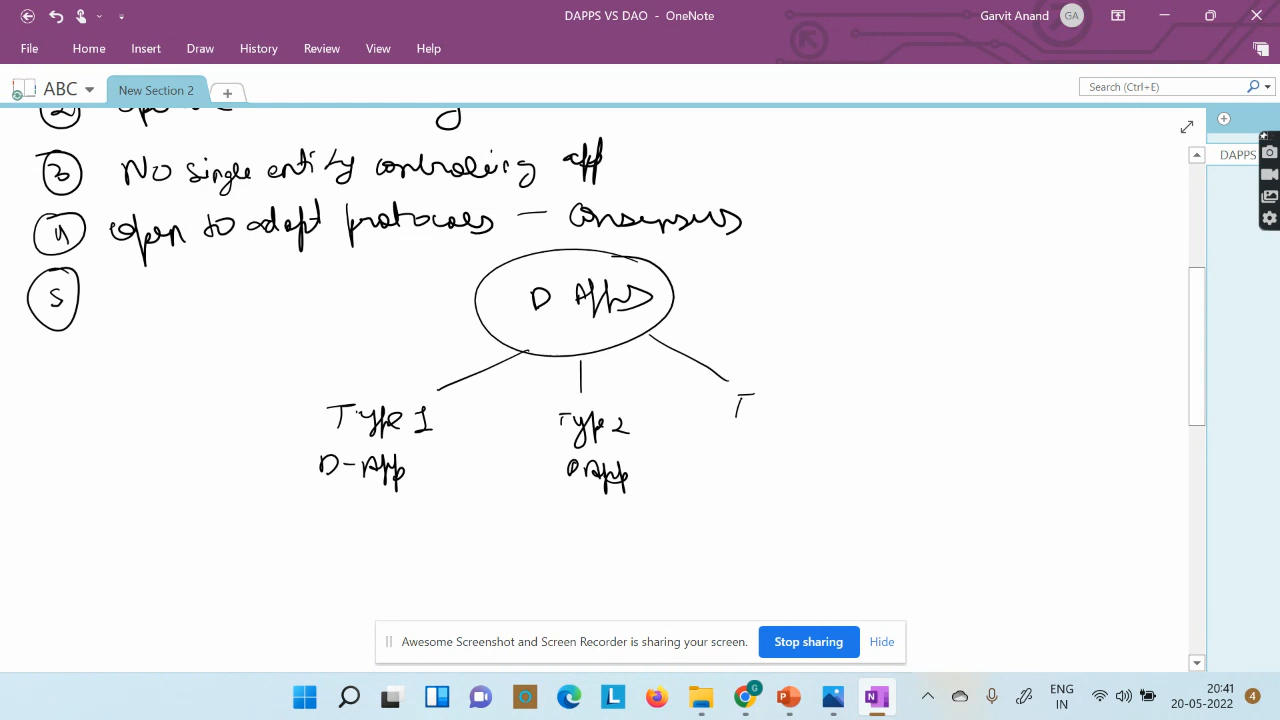 DAPPS VS DAO - OneNote
Garvit Anand GA
File Home Insert Draw History Review View Help
ABC New Section 2
Search (Ctrl+E)
DAPPS
3 No single entity controlling app
4 open to adapt protocols - consensus
5
D Apps
Type 1 Type 2 T
D-App DApp
Awesome Screenshot and Screen Recorder is sharing your screen. Stop sharing Hide
ENG 20:41
IN 20-05-2022 4